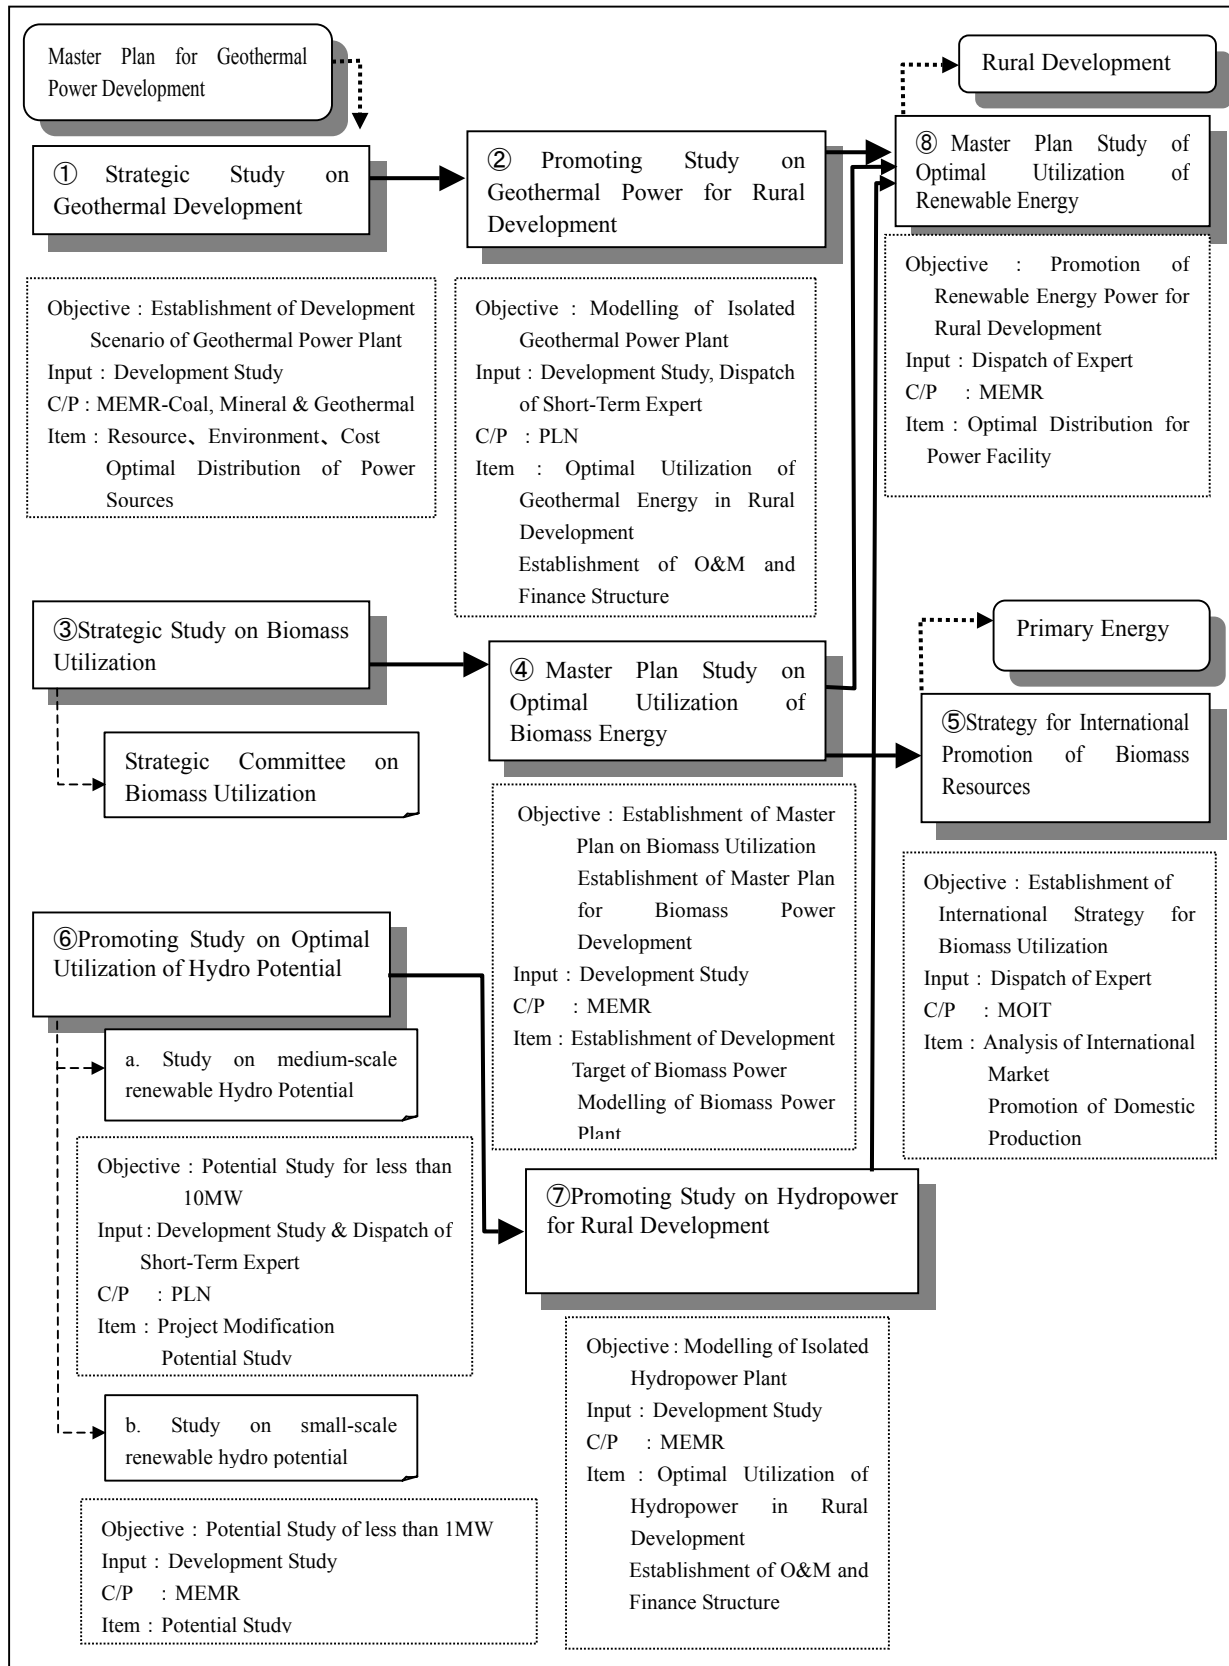 Master Plan for Geothermal
Power Development
① Strategic Study on
Geothermal Development
Objective : Establishment of Development
Scenario of Geothermal Power Plant
Input : Development Study
C/P : MEMR-Coal, Mineral & Geothermal
Item : Resource、Environment、Cost
Optimal Distribution of Power
Sources
② Promoting Study on
Geothermal Power for Rural
Development
Objective : Modelling of Isolated
Geothermal Power Plant
Input : Development Study, Dispatch
of Short-Term Expert
C/P : PLN
Item : Optimal Utilization of
Geothermal Energy in Rural
Development
Establishment of O&M and
Finance Structure
Rural Development
⑧ Master Plan Study of
Optimal Utilization of
Renewable Energy
Objective : Promotion of
Renewable Energy Power for
Rural Development
Input : Dispatch of Expert
C/P : MEMR
Item : Optimal Distribution for
Power Facility
③Strategic Study on Biomass
Utilization
Strategic Committee on
Biomass Utilization
④ Master Plan Study on
Optimal Utilization of
Biomass Energy
Objective : Establishment of Master
Plan on Biomass Utilization
Establishment of Master Plan
for Biomass Power
Development
Input : Development Study
C/P : MEMR
Item : Establishment of Development
Target of Biomass Power
Modelling of Biomass Power
Plant
Primary Energy
⑤Strategy for International
Promotion of Biomass
Resources
Objective : Establishment of
International Strategy for
Biomass Utilization
Input : Dispatch of Expert
C/P : MOIT
Item : Analysis of International
Market
Promotion of Domestic
Production
⑥Promoting Study on Optimal
Utilization of Hydro Potential
a. Study on medium-scale
renewable Hydro Potential
Objective : Potential Study for less than
10MW
Input : Development Study & Dispatch of
Short-Term Expert
C/P : PLN
Item : Project Modification
Potential Study
b. Study on small-scale
renewable hydro potential
Objective : Potential Study of less than 1MW
Input : Development Study
C/P : MEMR
Item : Potential Study
⑦Promoting Study on Hydropower
for Rural Development
Objective : Modelling of Isolated
Hydropower Plant
Input : Development Study
C/P : MEMR
Item : Optimal Utilization of
Hydropower in Rural
Development
Establishment of O&M and
Finance Structure